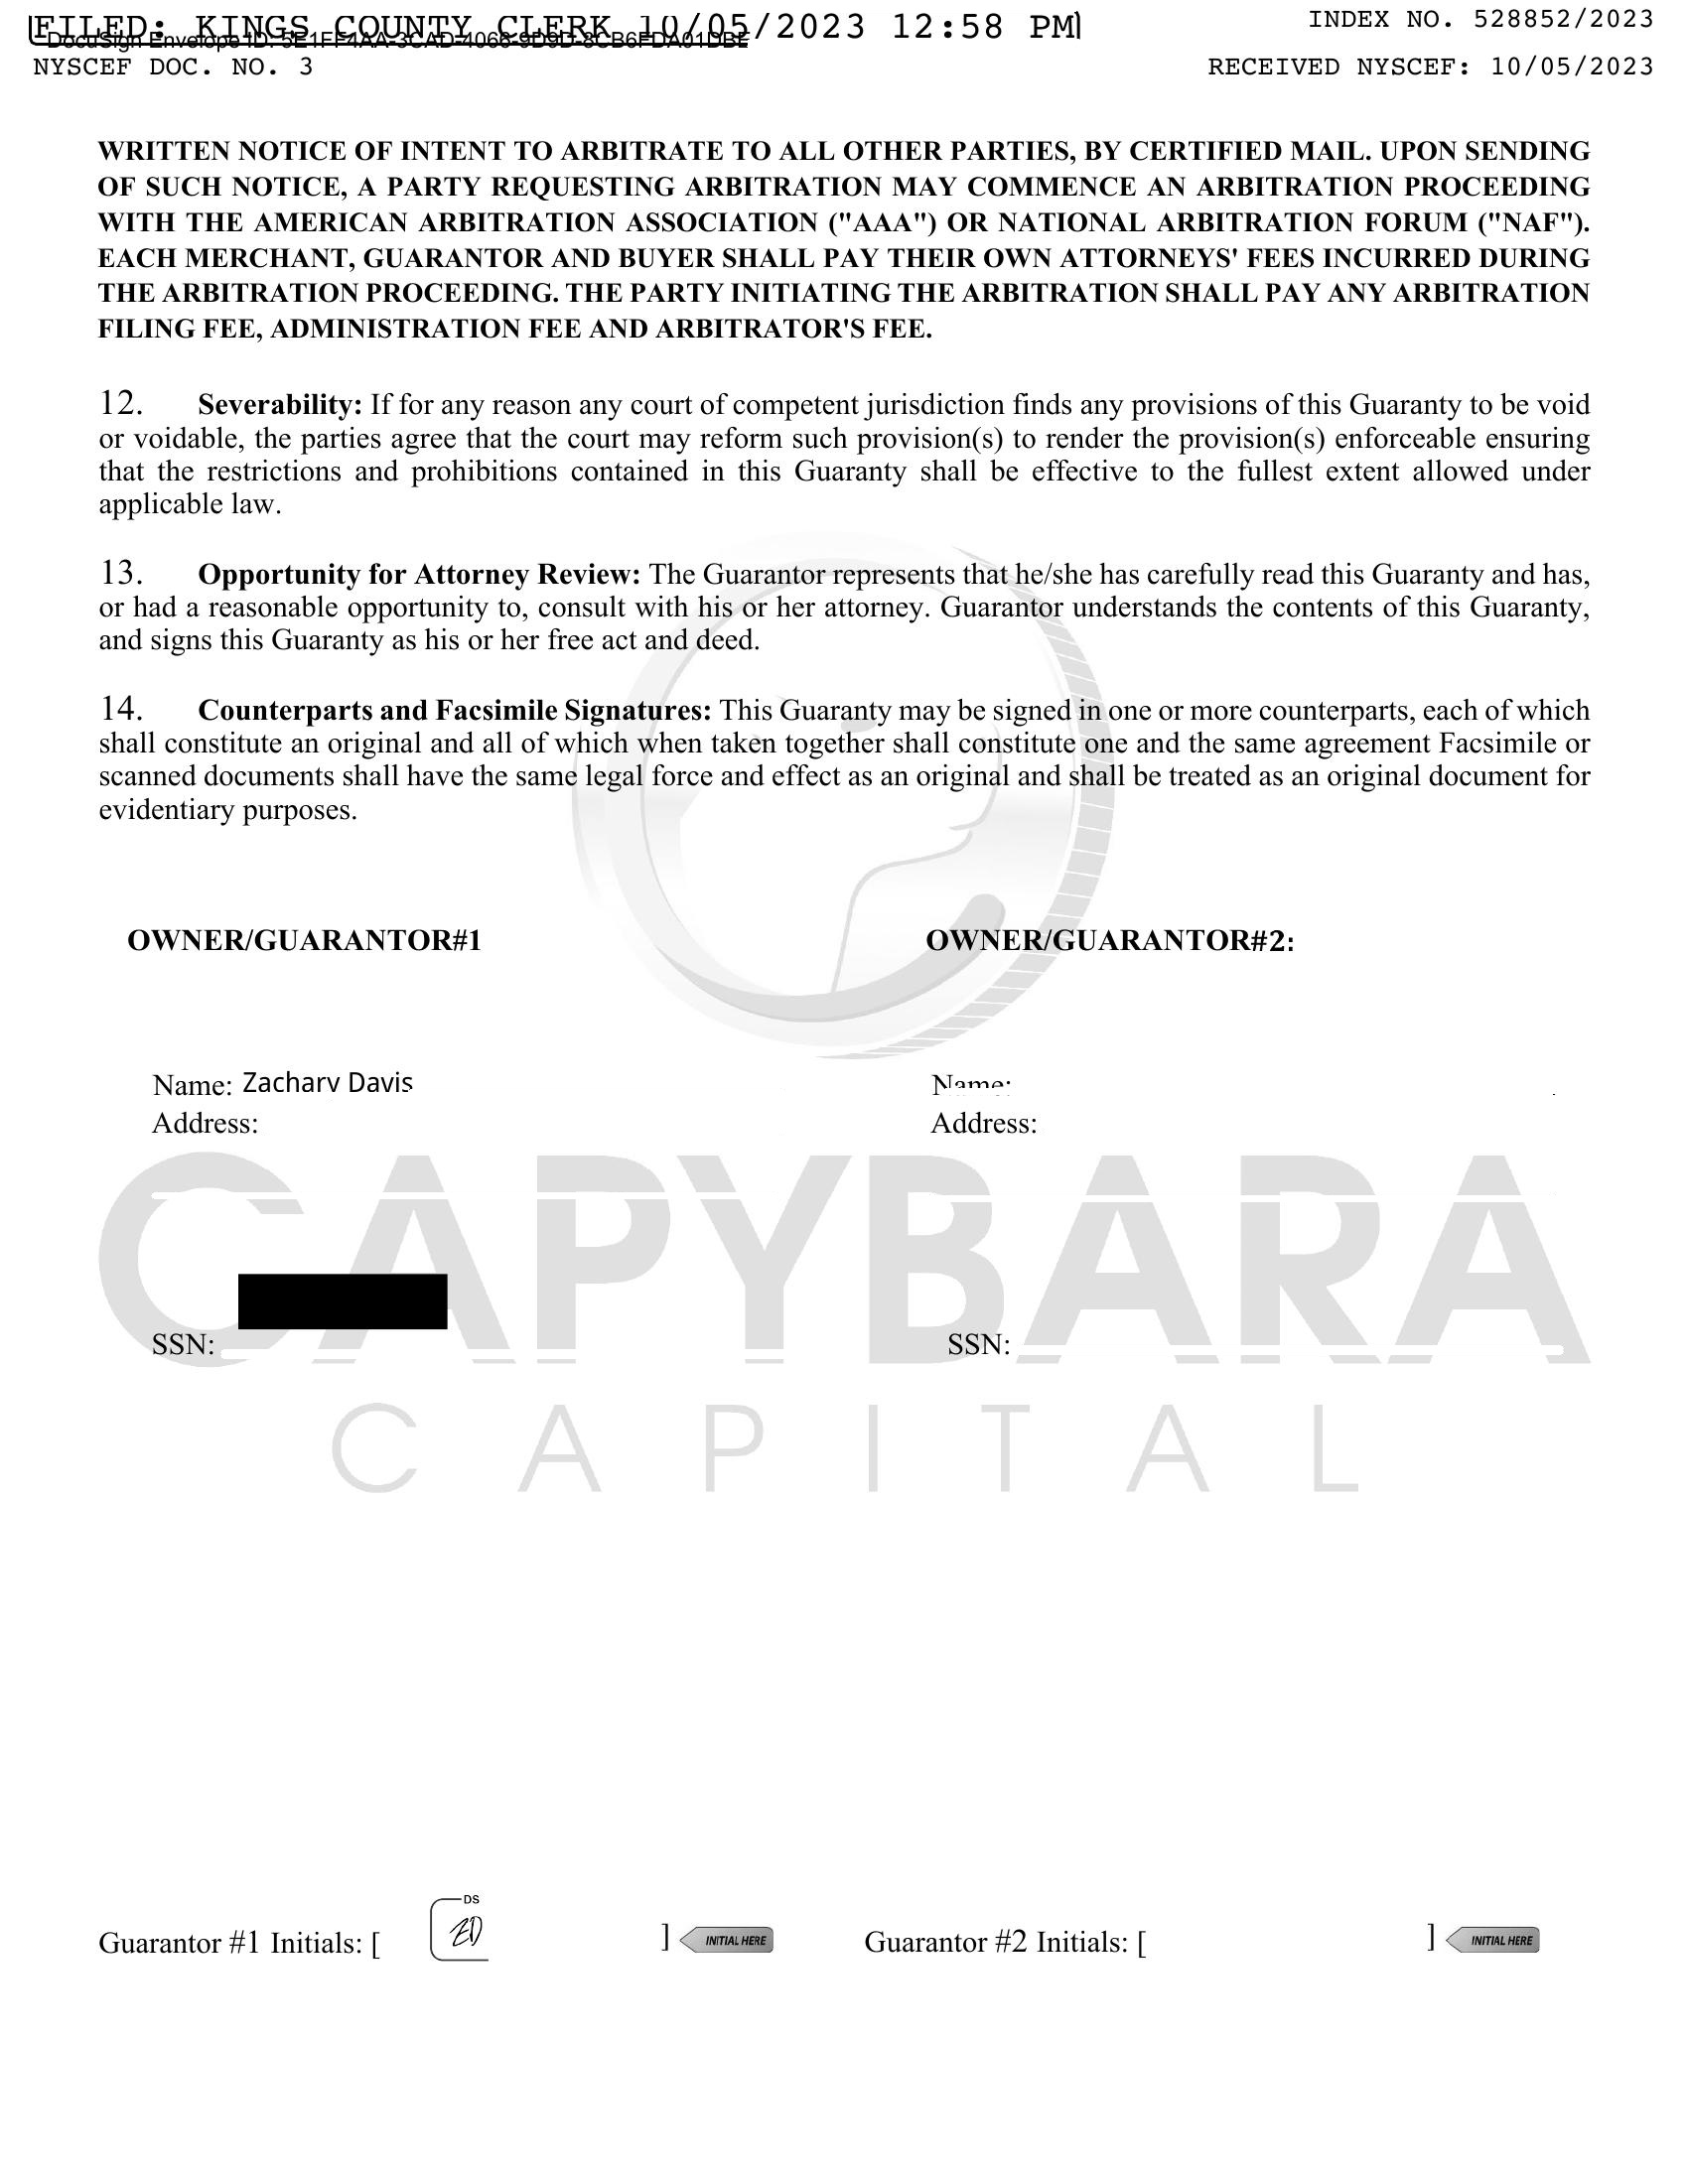 FILED: KINGS COUNTY CLERK 10/05/2023 12:58 PM
INDEX NO. 528852/2023
DocuSign Envelope ID: 5E1FF4AA-3CAD-4066-9D9D-8CB6FDA01DBE
NYSCEF DOC. NO. 3
RECEIVED NYSCEF: 10/05/2023
WRITTEN NOTICE OF INTENT TO ARBITRATE TO ALL OTHER PARTIES, BY CERTIFIED MAIL. UPON SENDING
OF SUCH NOTICE, A PARTY REQUESTING ARBITRATION MAY COMMENCE AN ARBITRATION PROCEEDING
WITH THE AMERICAN ARBITRATION ASSOCIATION ("AAA") OR NATIONAL ARBITRATION FORUM ("NAF").
EACH MERCHANT, GUARANTOR AND BUYER SHALL PAY THEIR OWN ATTORNEYS' FEES INCURRED DURING
THE ARBITRATION PROCEEDING. THE PARTY INITIATING THE ARBITRATION SHALL PAY ANY ARBITRATION
FILING FEE, ADMINISTRATION FEE AND ARBITRATOR'S FEE.
12. Severability: If for any reason any court of competent jurisdiction finds any provisions of this Guaranty to be void
or voidable, the parties agree that the court may reform such provision(s) to render the provision(s) enforceable ensuring
that the restrictions and prohibitions contained in this Guaranty shall be effective to the fullest extent allowed under
applicable law.
13. Opportunity for Attorney Review: The Guarantor represents that he/she has carefully read this Guaranty and has,
or had a reasonable opportunity to, consult with his or her attorney. Guarantor understands the contents of this Guaranty,
and signs this Guaranty as his or her free act and deed.
14. Counterparts and Facsimile Signatures: This Guaranty may be signed in one or more counterparts, each of which
shall constitute an original and all of which when taken together shall constitute one and the same agreement Facsimile or
scanned documents shall have the same legal force and effect as an original and shall be treated as an original document for
evidentiary purposes.
OWNER/GUARANTOR#1
OWNER/GUARANTOR#2:
Name: Zachary Davis
Name:
Address:
Address:
CAPYBARA
SSN:
SSN:
CAPITAL
DS
Guarantor #1 Initials: [ ZD ] INITIAL HERE
Guarantor #2 Initials: [ ] INITIAL HERE